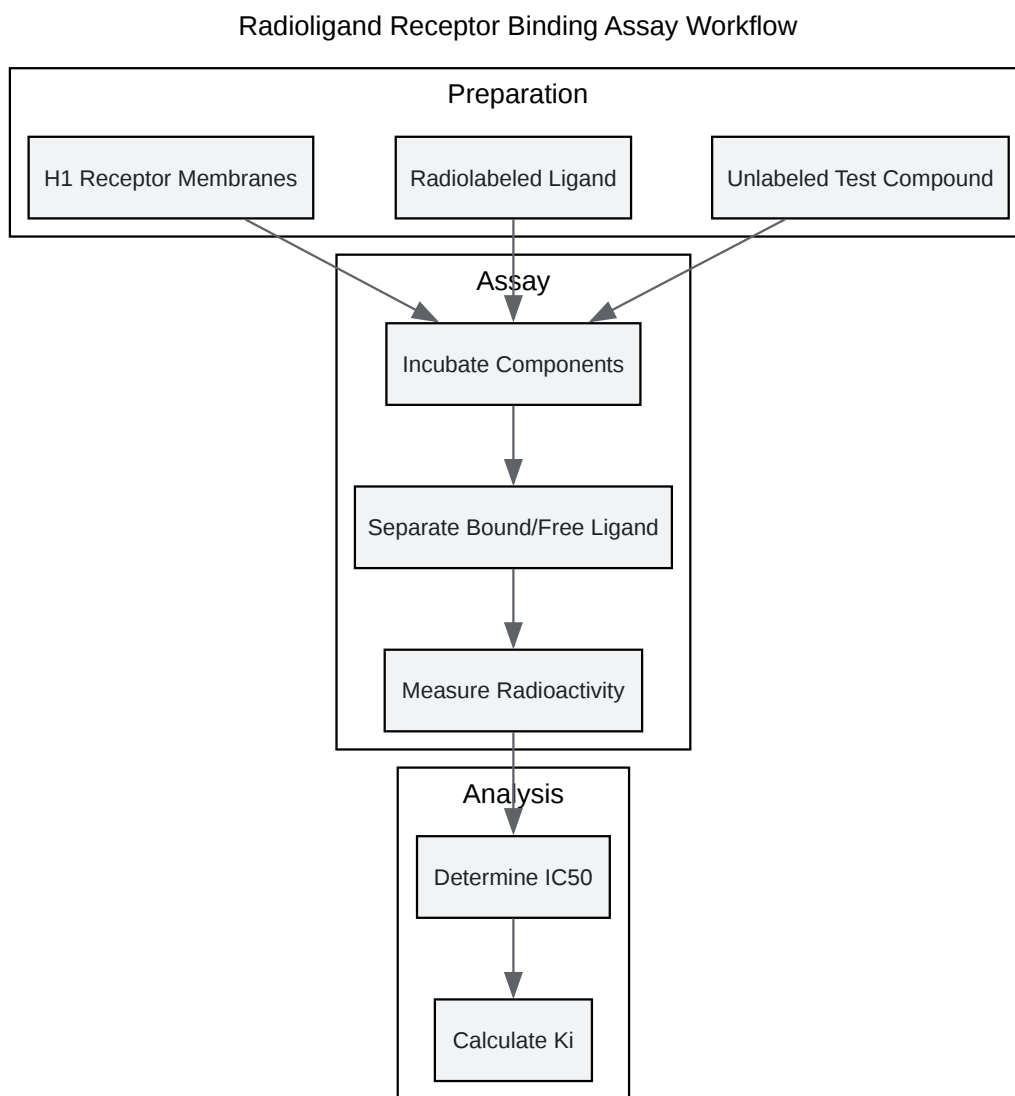 Radioligand Receptor Binding Assay Workflow
Preparation
H1 Receptor Membranes
Radiolabeled Ligand
Unlabeled Test Compound
Assay
Incubate Components
Separate Bound/Free Ligand
Measure Radioactivity
Analysis
Determine IC50
Calculate Ki